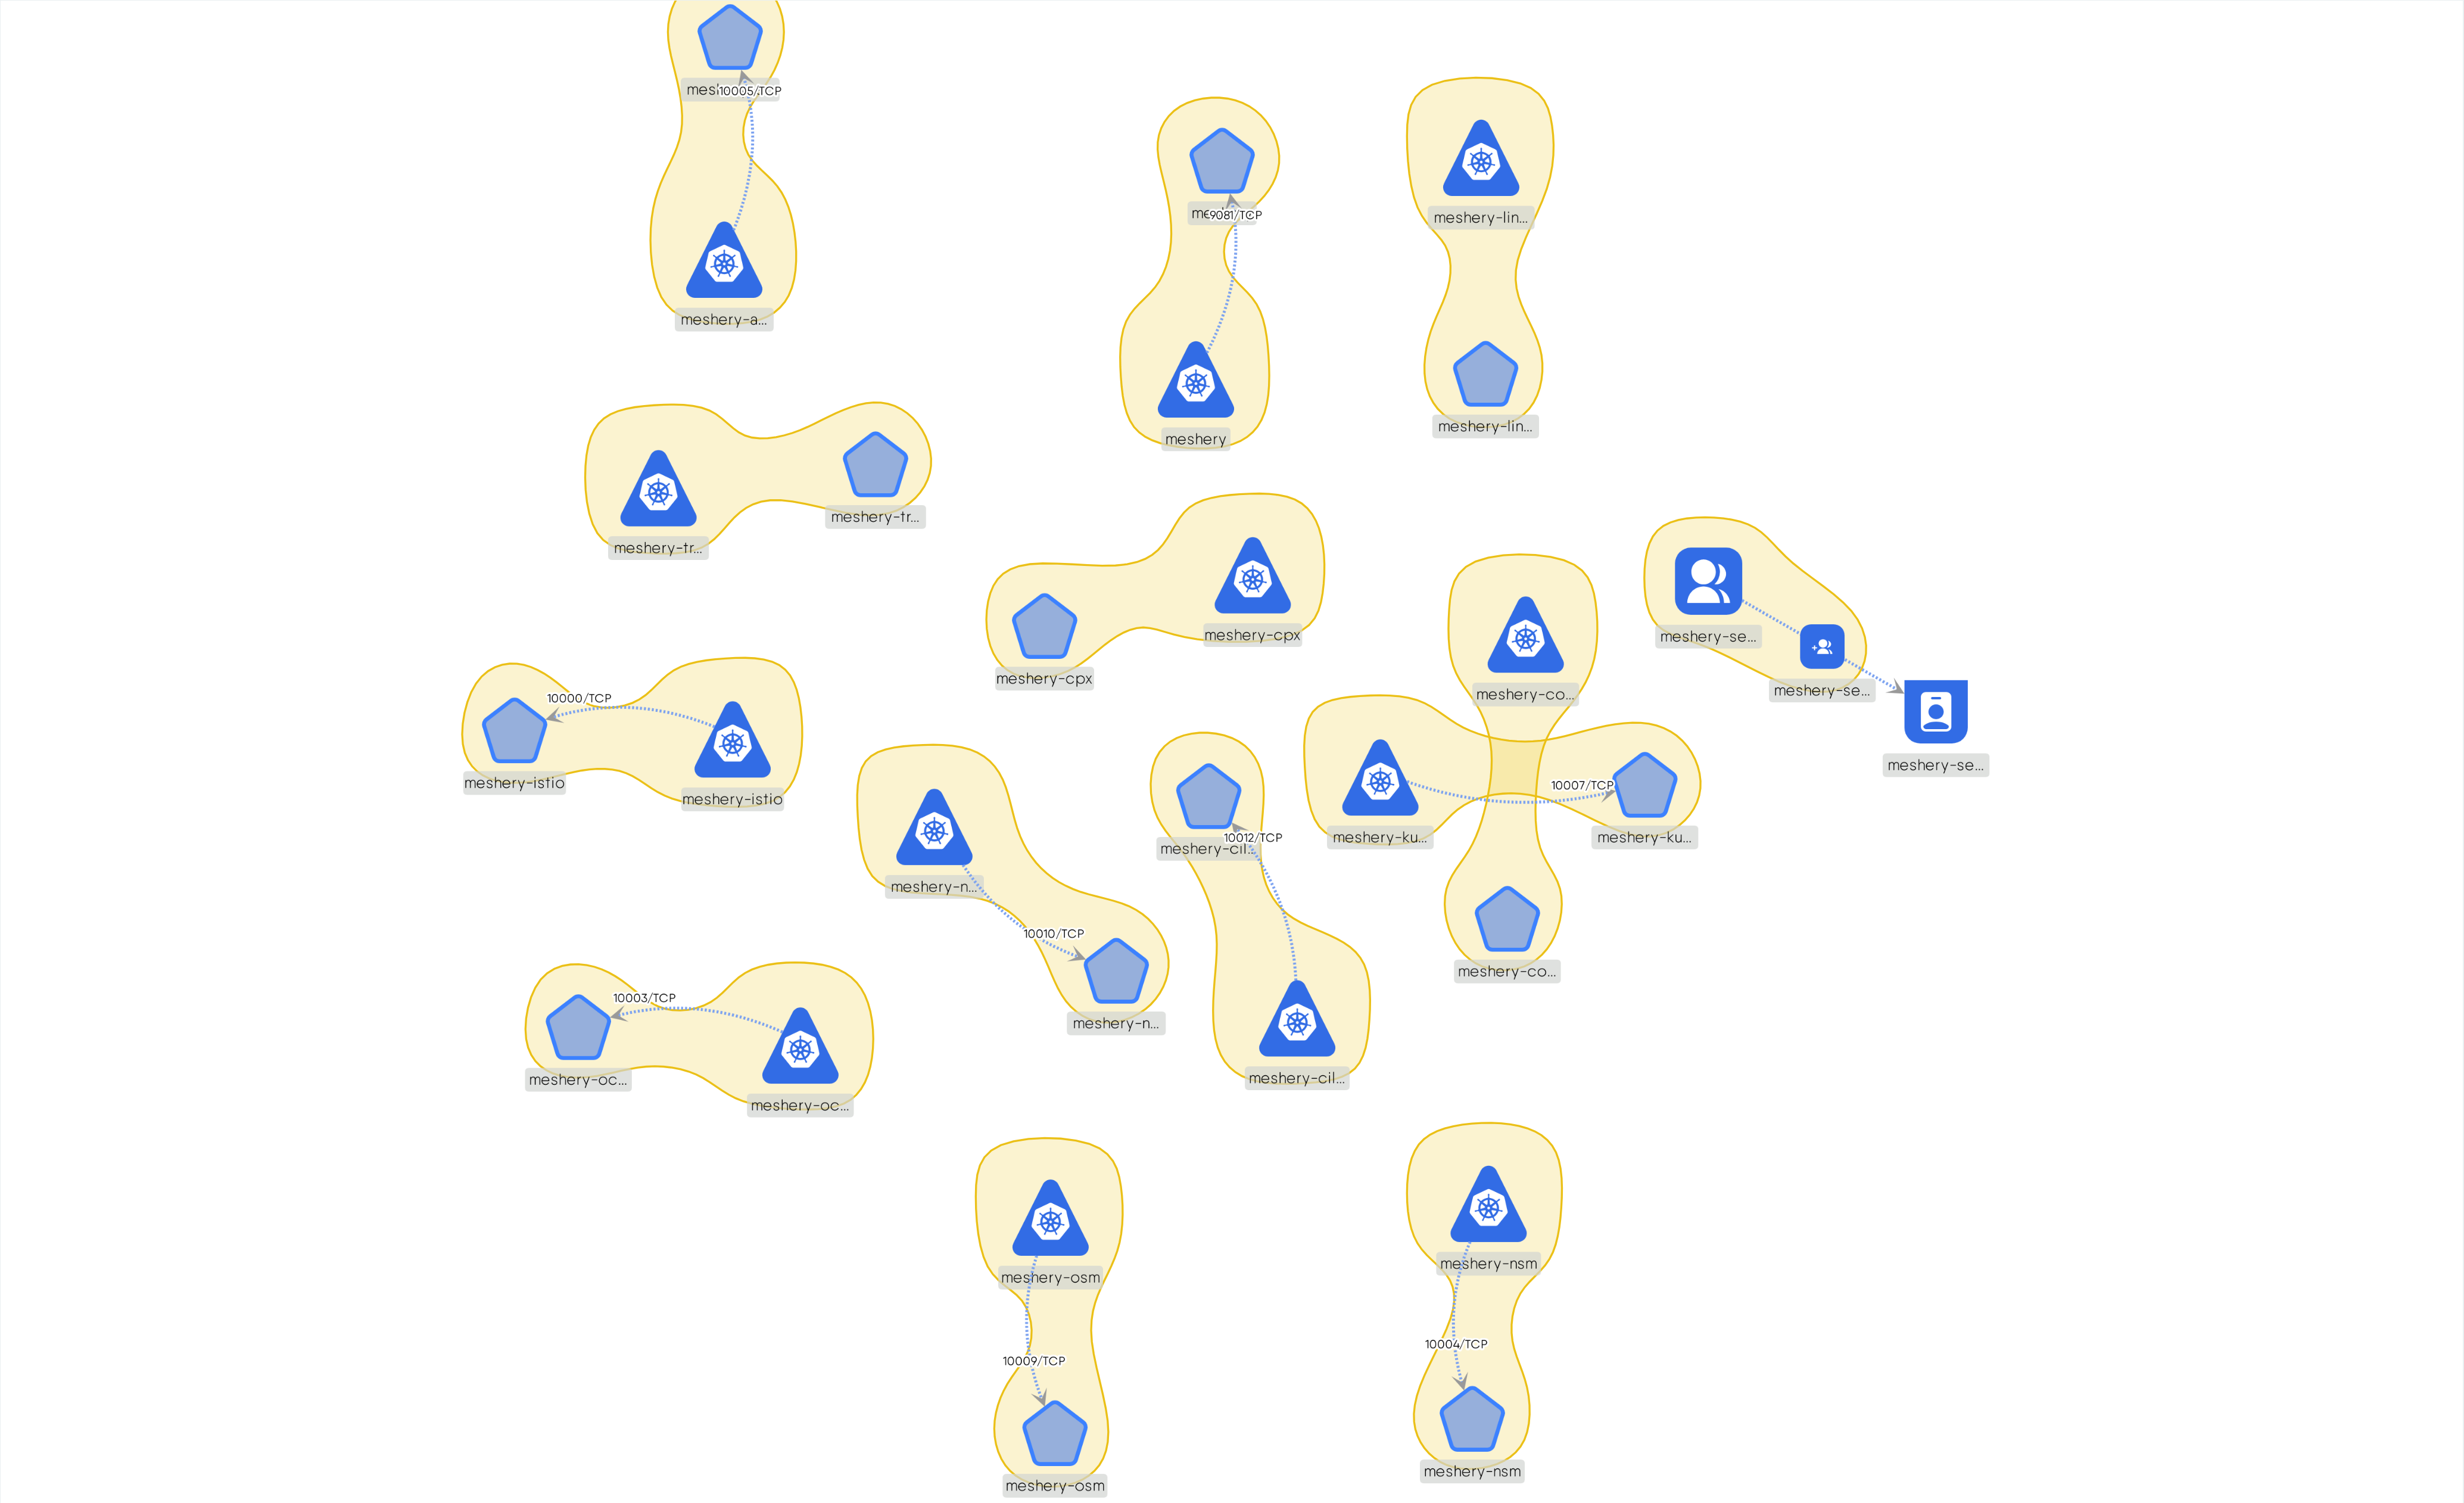 10005/TCP
meshery-a...
9081/TCP
meshery
meshery-lin...
meshery-lin...
meshery-tr...
meshery-tr...
meshery-cpx
meshery-cpx
meshery-se...
meshery-se...
meshery-se...
meshery-co...
10000/TCP
meshery-istio
meshery-istio
10007/TCP
meshery-ku...
meshery-ku...
10012/TCP
meshery-cil...
meshery-n...
10010/TCP
meshery-n...
meshery-co...
10003/TCP
meshery-oc...
meshery-oc...
meshery-cil...
meshery-osm
10009/TCP
meshery-osm
meshery-nsm
10004/TCP
meshery-nsm